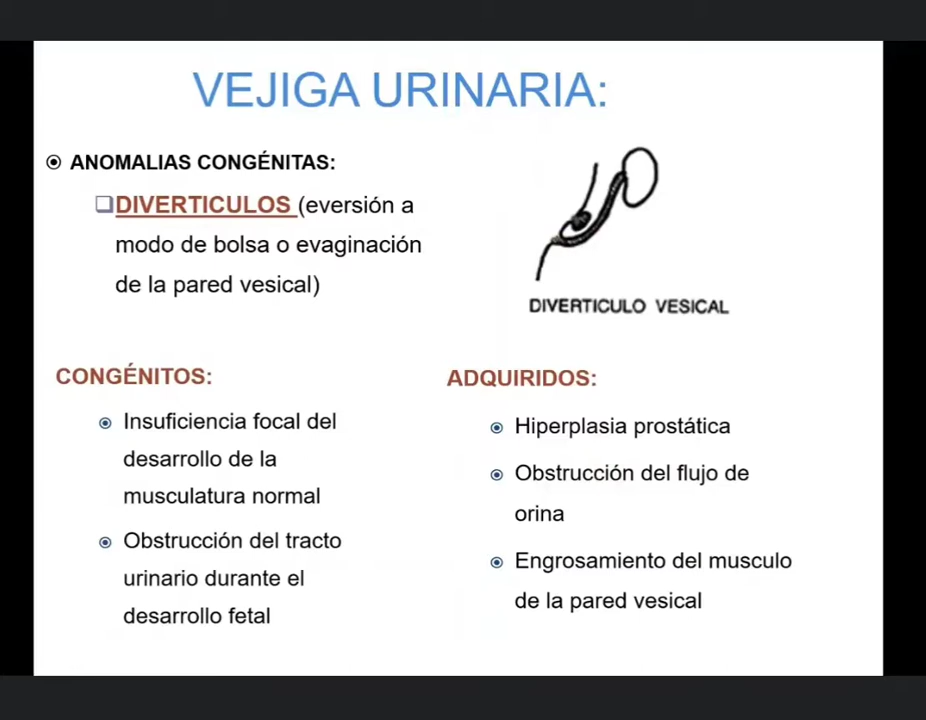 VEJIGA URINARIA:
ANOMALIAS CONGÉNITAS:
DIVERTICULOS (eversión a
modo de bolsa o evaginación
de la pared vesical)
DIVERTICULO VESICAL
CONGÉNITOS:
Insuficiencia focal del
desarrollo de la
musculatura normal
Obstrucción del tracto
urinario durante el
desarrollo fetal
ADQUIRIDOS:
Hiperplasia prostática
Obstrucción del flujo de
orina
Engrosamiento del musculo
de la pared vesical